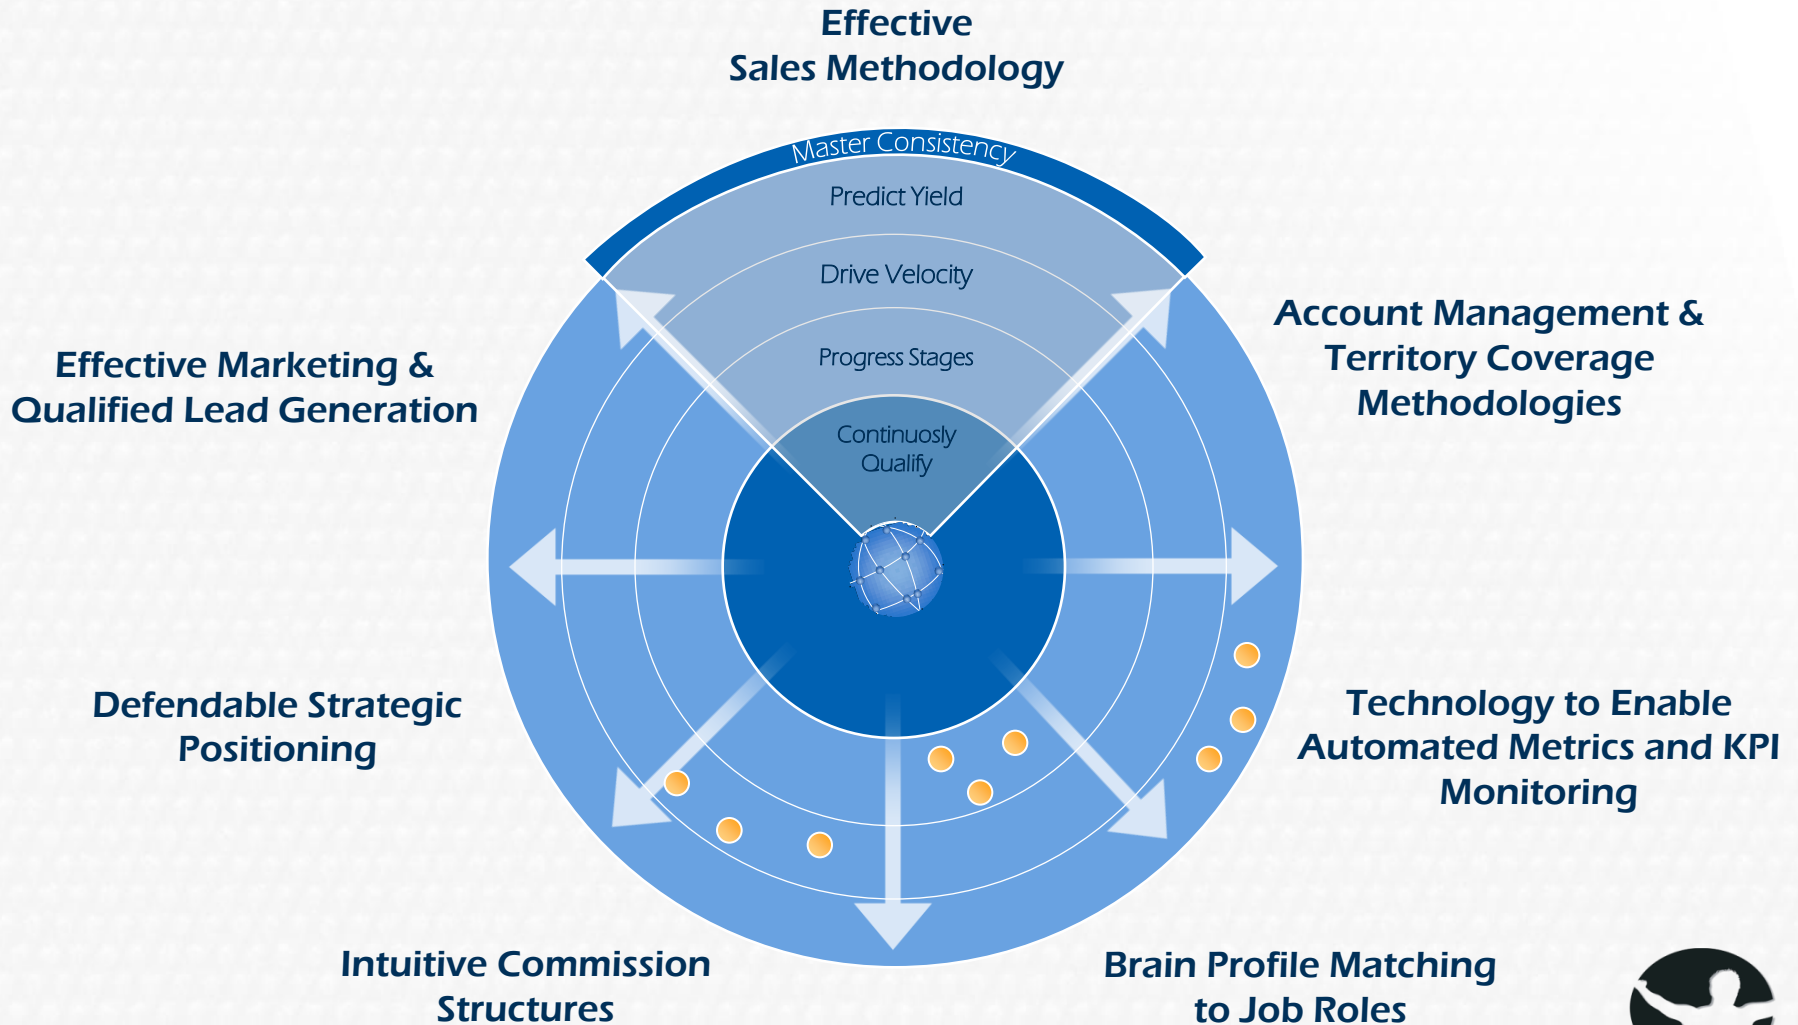 Effective
Sales Methodology
Master Consistency
Predict Yield
Drive Velocity
Progress Stages
Continuosly
Qualify
Account Management &
Territory Coverage
Methodologies
Effective Marketing &
Qualified Lead Generation
Defendable Strategic
Positioning
Technology to Enable
Automated Metrics and KPI
Monitoring
Intuitive Commission
Structures
Brain Profile Matching
to Job Roles